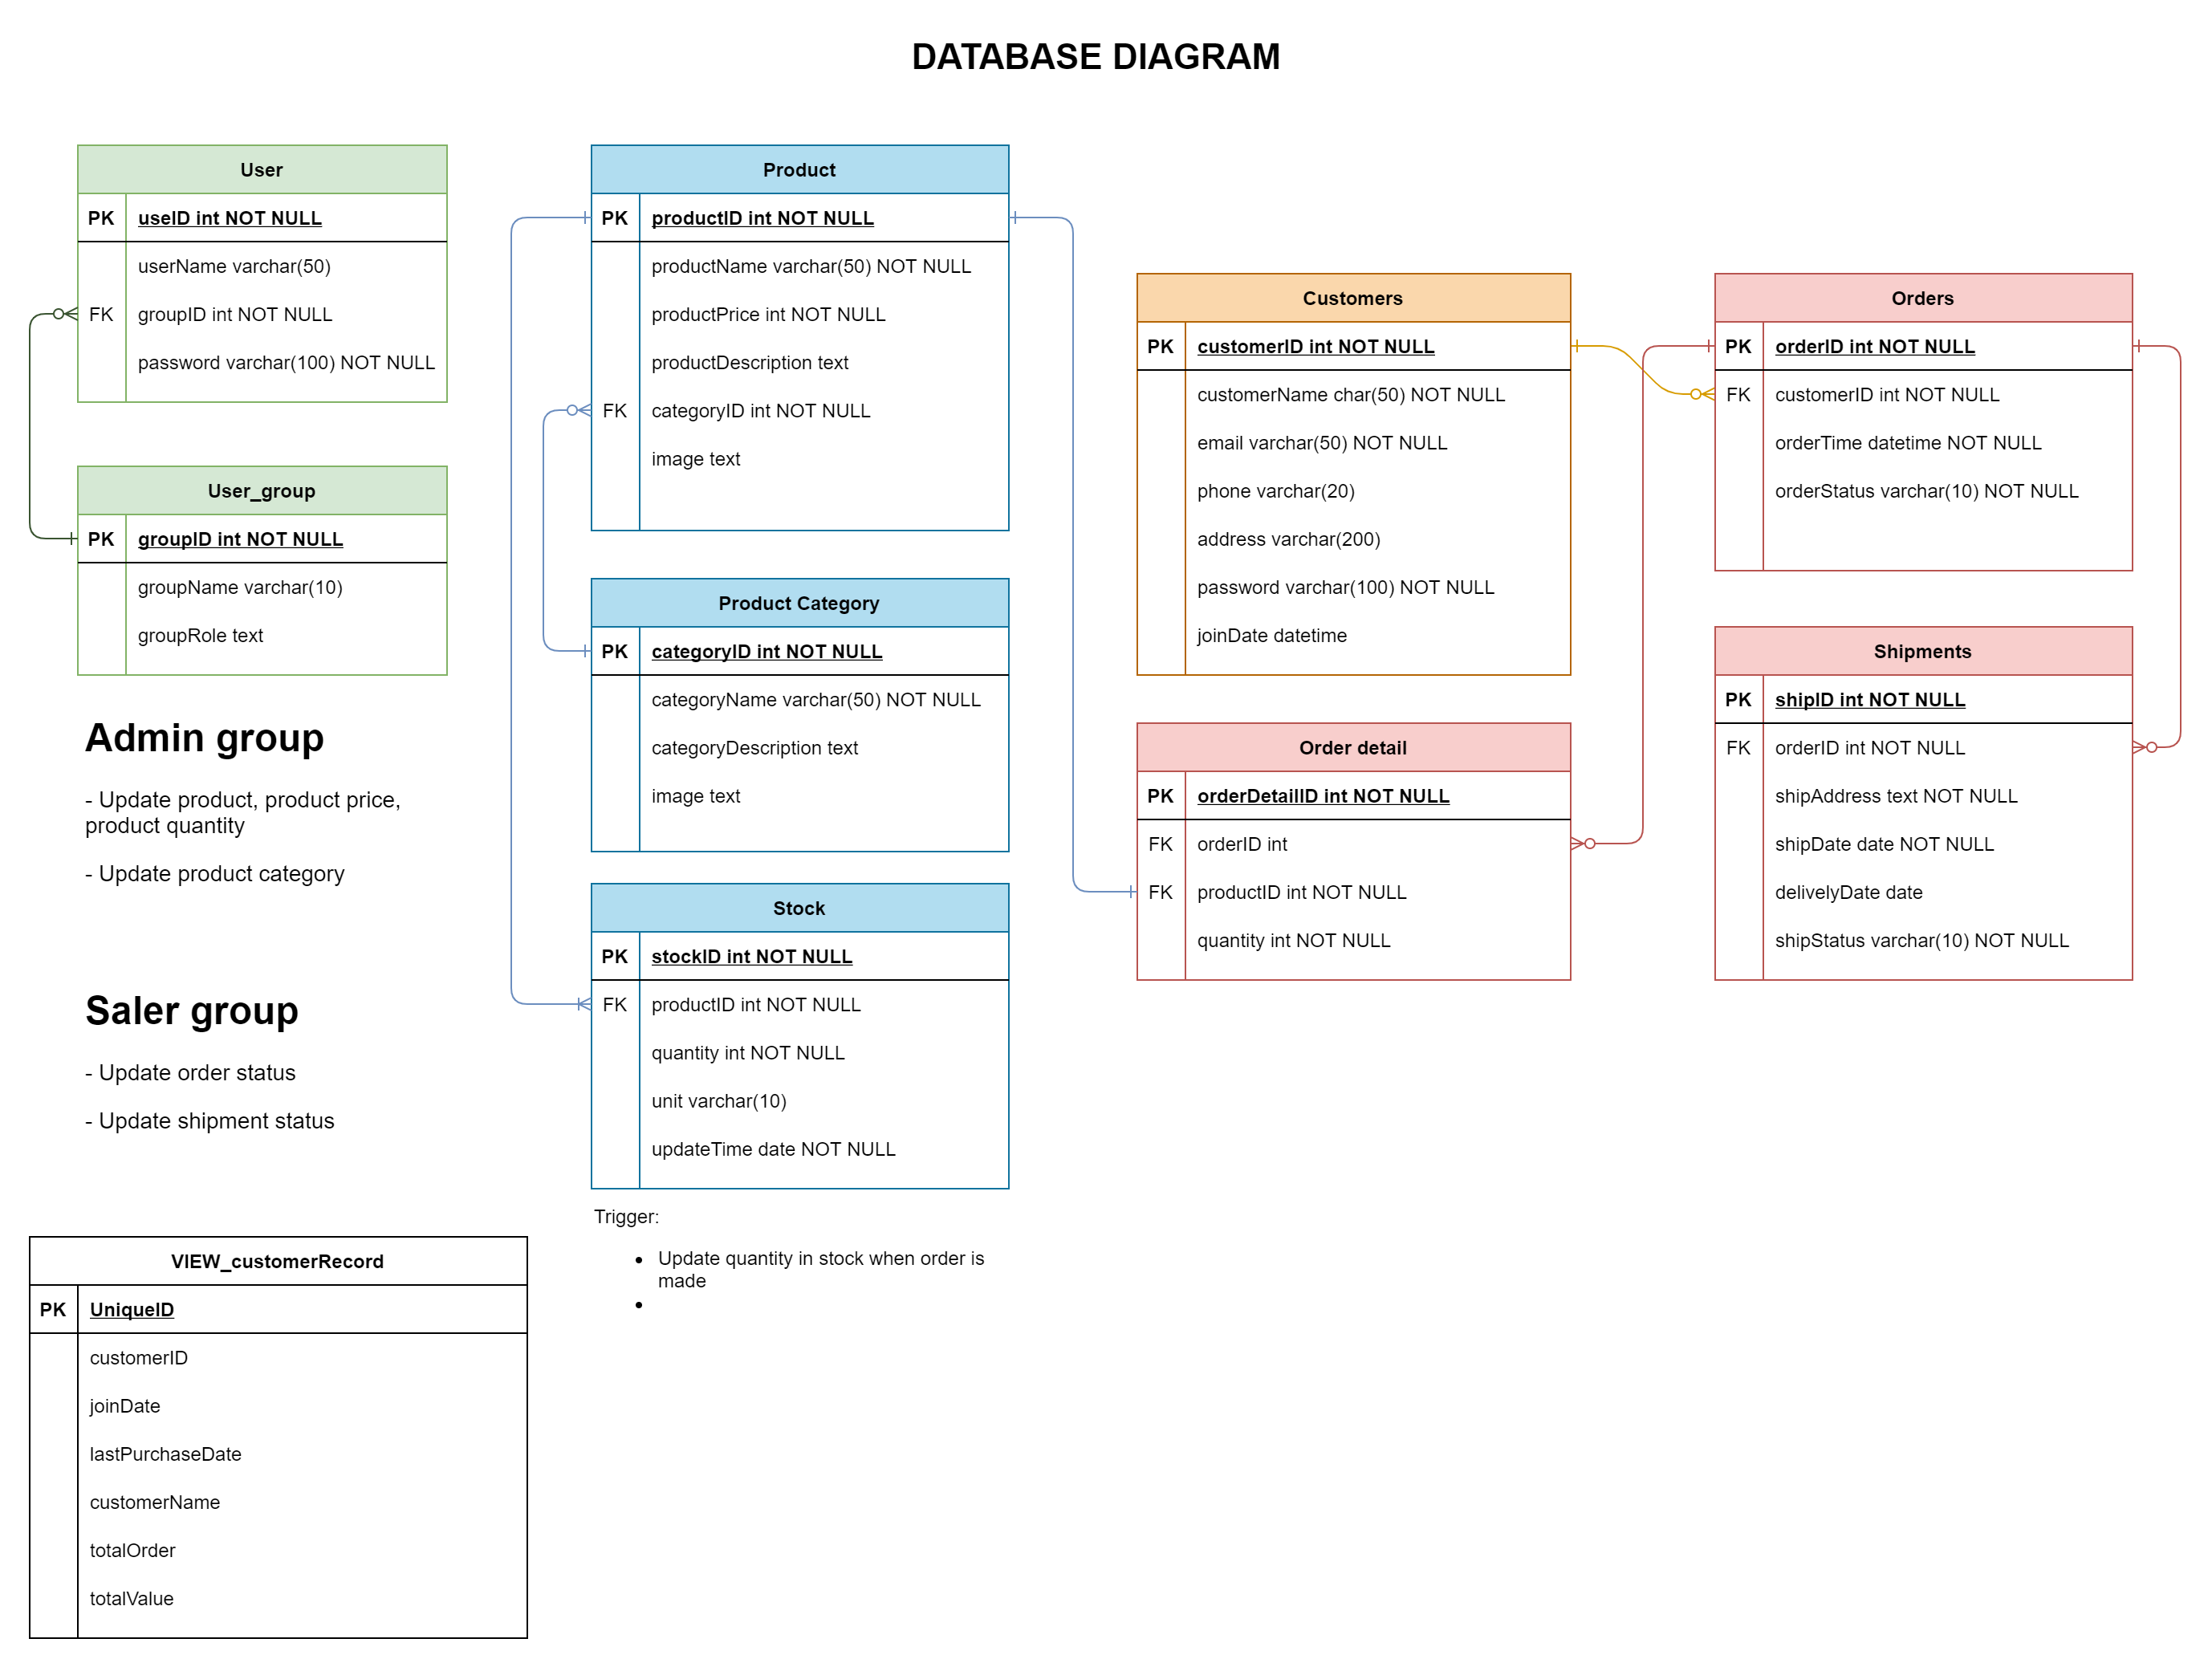 DATABASE DIAGRAM
User
PK useID int NOT NULL
userName varchar(50)
FK groupID int NOT NULL
password varchar(100) NOT NULL
User_group
PK groupID int NOT NULL
groupName varchar(10)
groupRole text
Admin group
- Update product, product price,
product quantity
- Update product category
Saler group
- Update order status
- Update shipment status
VIEW_customerRecord
PK UniqueID
customerID
joinDate
lastPurchaseDate
customerName
totalOrder
totalValue
Product
PK productID int NOT NULL
productName varchar(50) NOT NULL
productPrice int NOT NULL
productDescription text
FK categoryID int NOT NULL
image text
Product Category
PK categoryID int NOT NULL
categoryName varchar(50) NOT NULL
categoryDescription text
image text
Stock
PK stockID int NOT NULL
FK productID int NOT NULL
quantity int NOT NULL
unit varchar(10)
updateTime date NOT NULL
Trigger:
• Update quantity in stock when order is
made
•
Customers
PK customerID int NOT NULL
customerName char(50) NOT NULL
email varchar(50) NOT NULL
phone varchar(20)
address varchar(200)
password varchar(100) NOT NULL
joinDate datetime
Order detail
PK orderDetailID int NOT NULL
FK orderID int
FK productID int NOT NULL
quantity int NOT NULL
Orders
PK orderID int NOT NULL
FK customerID int NOT NULL
orderTime datetime NOT NULL
orderStatus varchar(10) NOT NULL
Shipments
PK shipID int NOT NULL
FK orderID int NOT NULL
shipAddress text NOT NULL
shipDate date NOT NULL
delivelyDate date
shipStatus varchar(10) NOT NULL